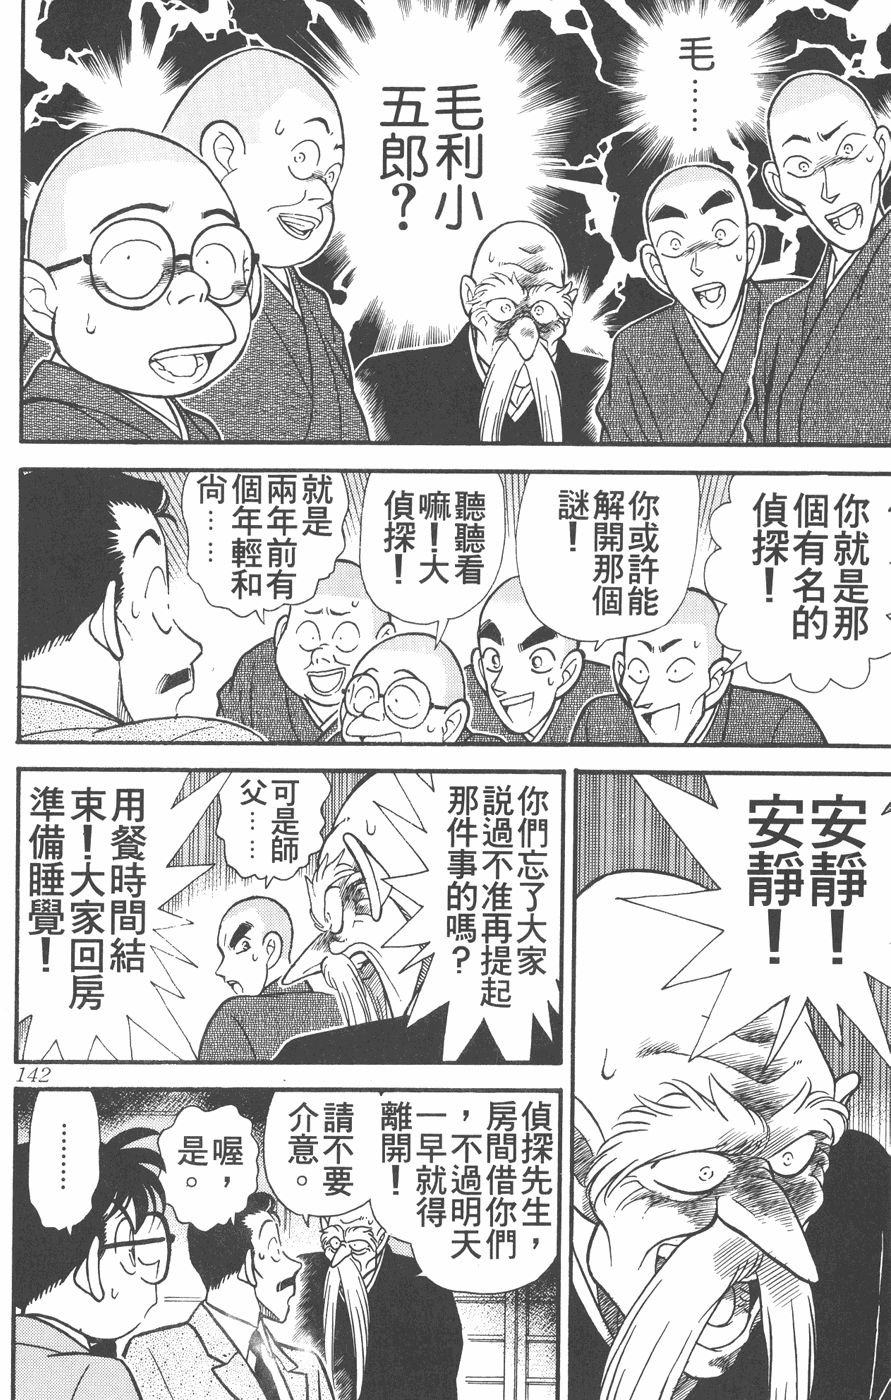 毛⋯⋯
毛利小
五郎？
你就是那
個有名的
偵探！
你或許能
解開那個
謎！
聽聽看
嘛！大
偵探！
就是
兩年前有
個年輕和
尚⋯⋯
安靜！
安靜！
你們忘了大家
説過不准再提起
那件事的嗎？
可是師
父⋯⋯
用餐時間結
束！大家回房
準備睡覺！
偵探先生，
房間借你們
，不過明天
一早就得
離開！
請不要
介意。
喔，
是。
⋯⋯⋯
142